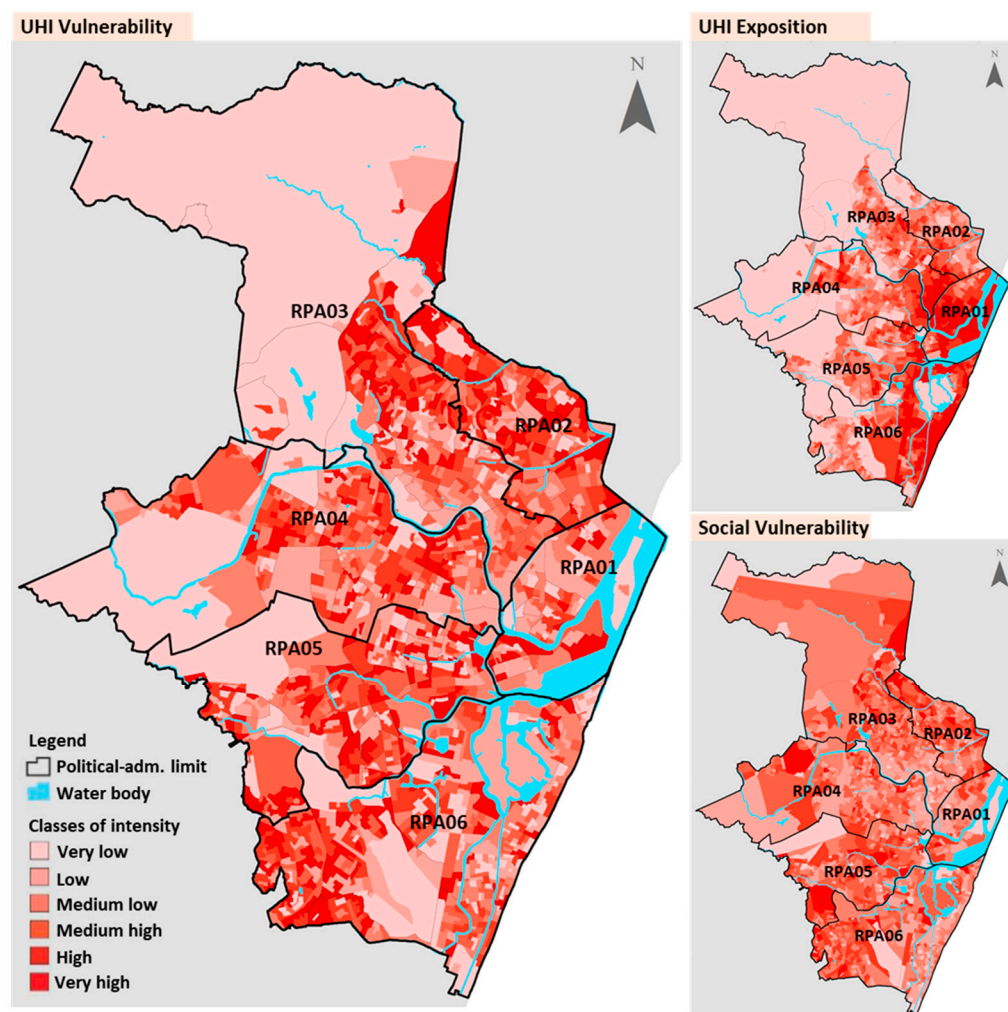 UHI Vulnerability
N
RPA03
RPA02
RPA04
RPA01
RPA05
RPA06
Legend
Political-adm. limit
Water body
Classes of intensity
Very low
Low
Medium low
Medium high
High
Very high
UHI Exposition
N
RPA03
RPA02
RPA04
RPA01
RPA05
RPA06
Social Vulnerability
N
RPA03
RPA02
RPA04
RPA01
RPA05
RPA06